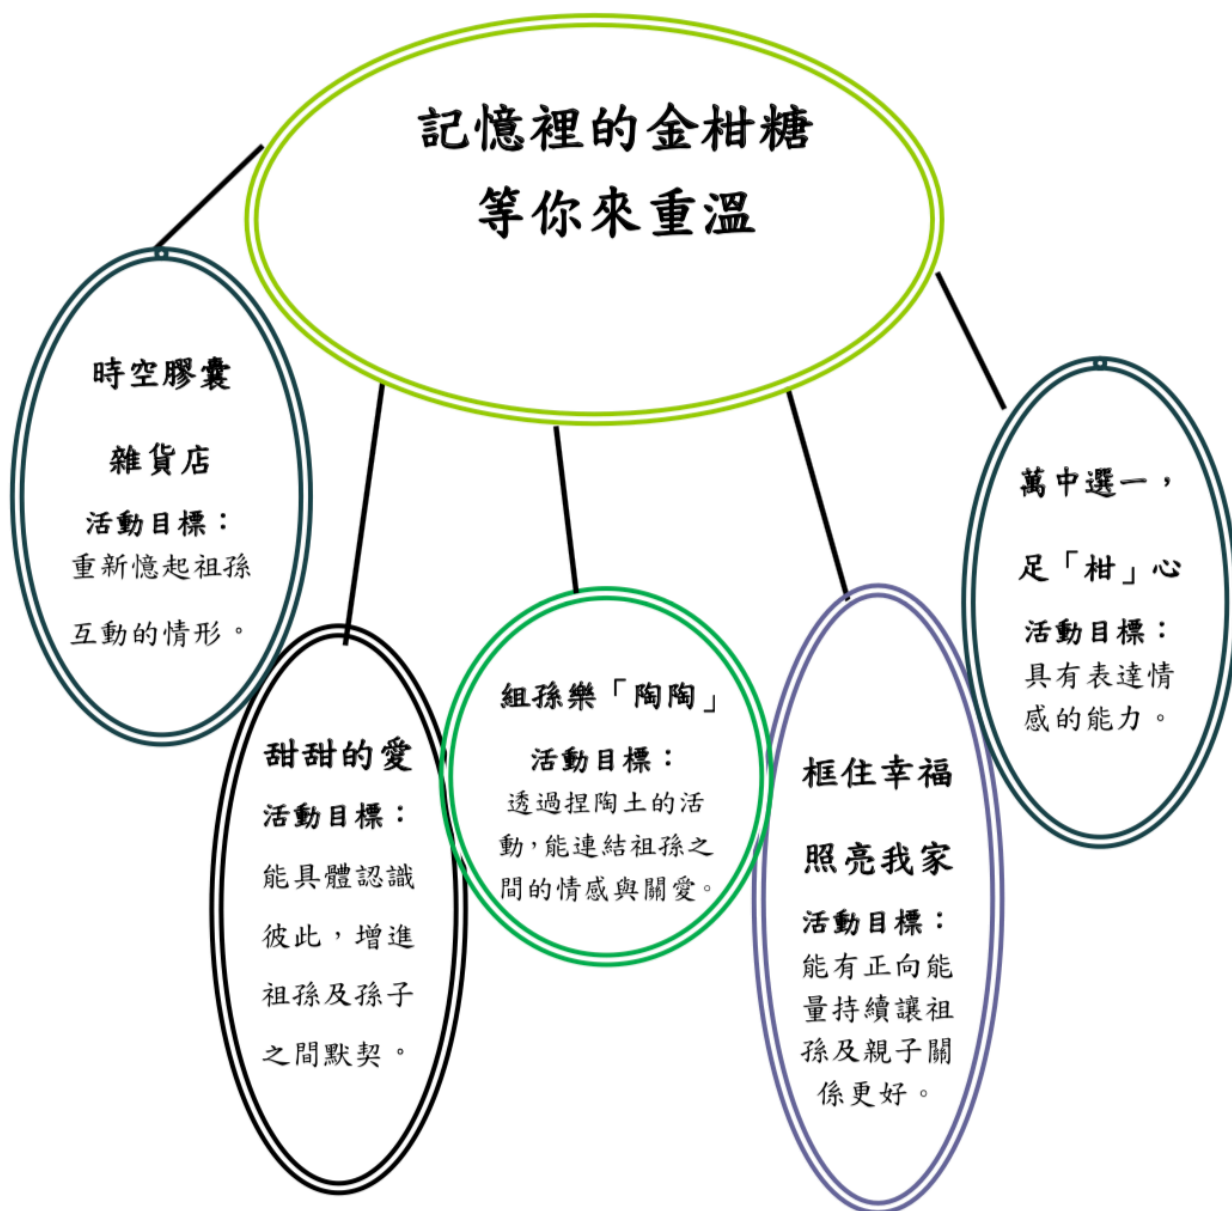 記憶裡的金柑糖
等你來重溫
時空膠囊
雜貨店
活動目標：
重新憶起祖孫
互動的情形。
甜甜的愛
活動目標：
能具體認識
彼此，增進
祖孫及孫子
之間默契。
組孫樂「陶陶」
活動目標：
透過捏陶土的活
動，能連結祖孫之
間的情感與關愛。
框住幸福
照亮我家
活動目標：
能有正向能
量持續讓祖
孫及親子關
係更好。
萬中選一，
足「柑」心
活動目標：
具有表達情
感的能力。